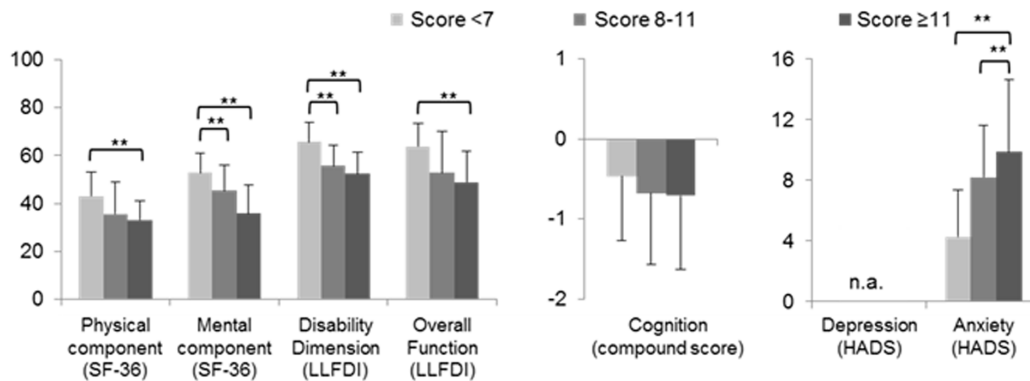 Score <7
Score 8-11
Score ≥11
100
80
60
40
20
0
**
**
**
**
**
**
Physical
component
(SF-36)
Mental
component
(SF-36)
Disability
Dimension
(LLFDI)
Overall
Function
(LLFDI)
1
0
-1
-2
Cognition
(compound score)
16
12
8
4
0
**
**
n.a.
Depression
(HADS)
Anxiety
(HADS)